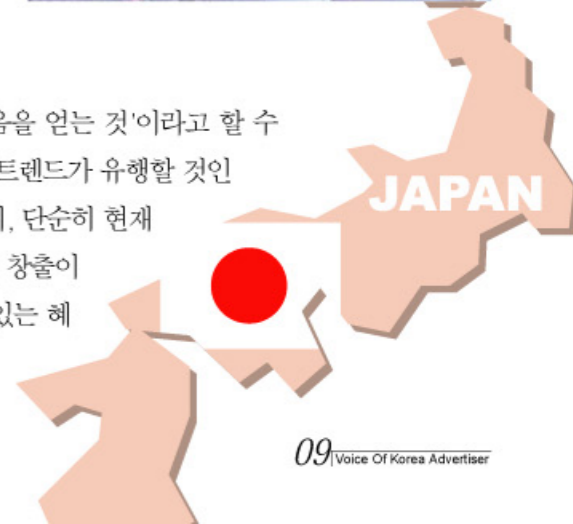 음을 얻는 것'이라고 할 수
트렌드가 유행할 것인
, 단순히 현재
창출이
있는 혜
JAPAN
09 Voice Of Korea Advertiser